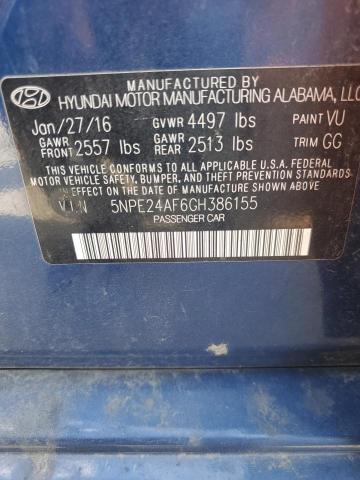 MANUFACTURED BY
HYUNDAI MOTOR MANUFACTURING ALABAMA, LLC
Jan/27/16 GVWR 4497 lbs PAINT VU
GAWR FRONT 2557 lbs GAWR REAR 2513 lbs TRIM GG
THIS VEHICLE CONFORMS TO ALL APPLICABLE U.S.A. FEDERAL
MOTOR VEHICLE SAFETY, BUMPER, AND THEFT PREVENTION STANDARDS
IN EFFECT ON THE DATE OF MANUFACTURE SHOWN ABOVE.
V.I.N 5NPE24AF6GH386155
PASSENGER CAR